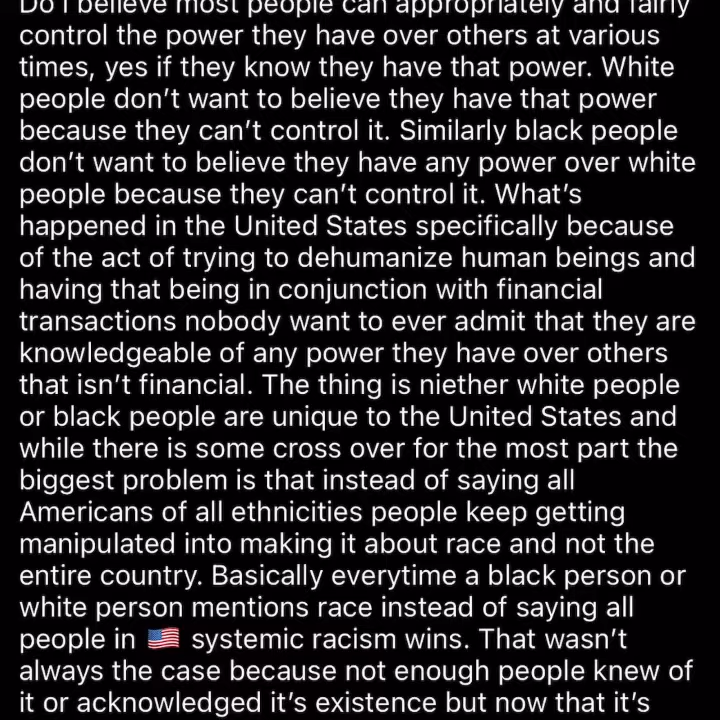 Do I believe most people can appropriately and fairly
control the power they have over others at various
times, yes if they know they have that power. White
people don’t want to believe they have that power
because they can’t control it. Similarly black people
don’t want to believe they have any power over white
people because they can’t control it. What’s
happened in the United States specifically because
of the act of trying to dehumanize human beings and
having that being in conjunction with financial
transactions nobody want to ever admit that they are
knowledgeable of any power they have over others
that isn’t financial. The thing is niether white people
or black people are unique to the United States and
while there is some cross over for the most part the
biggest problem is that instead of saying all
Americans of all ethnicities people keep getting
manipulated into making it about race and not the
entire country. Basically everytime a black person or
white person mentions race instead of saying all
people in 🇺🇸 systemic racism wins. That wasn’t
always the case because not enough people knew of
it or acknowledged it’s existence but now that it’s